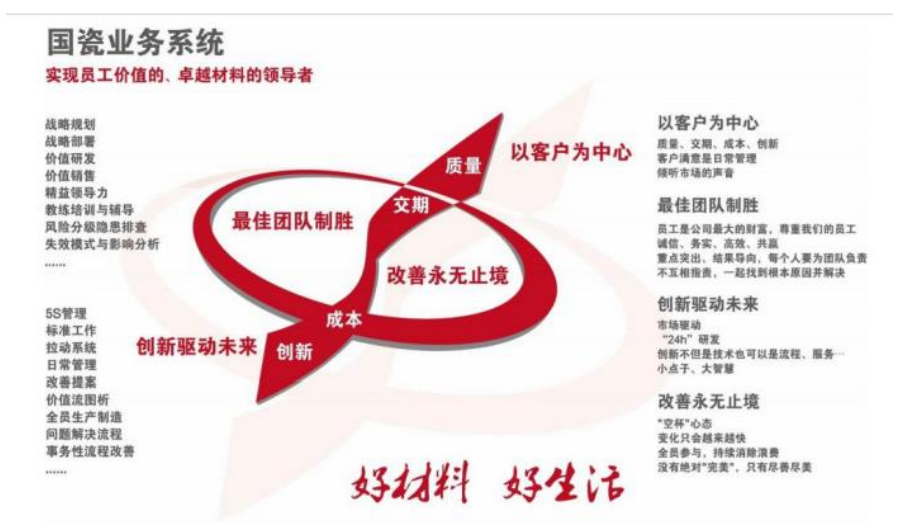 国瓷业务系统
实现员工价值的、卓越材料的领导者
战略规划
战略部署
价值研发
价值销售
精益领导力
教练培训与辅导
风险分级隐患排查
失效模式与影响分析
……
5S管理
标准工作
拉动系统
日常管理
改善提案
价值流图析
全员生产制造
问题解决流程
事务性流程改善
……
质量
以客户为中心
交期
最佳团队制胜
改善永无止境
成本
创新驱动未来
创新
好材料 好生活
以客户为中心
质量、交期、成本、创新
客户满意是日常管理
倾听市场的声音
最佳团队制胜
员工是公司最大的财富，尊重我们的员工
诚信、务实、高效、共赢
重点突出、结果导向，每个人要为团队负责
不互相指责，一起找到根本原因并解决
创新驱动未来
市场驱动
“24h”研发
创新不但是技术也可以是流程、服务…
小点子、大智慧
改善永无止境
"空杯"心态
变化只会越来越快
全员参与，持续消除浪费
没有绝对"完美"，只有尽善尽美